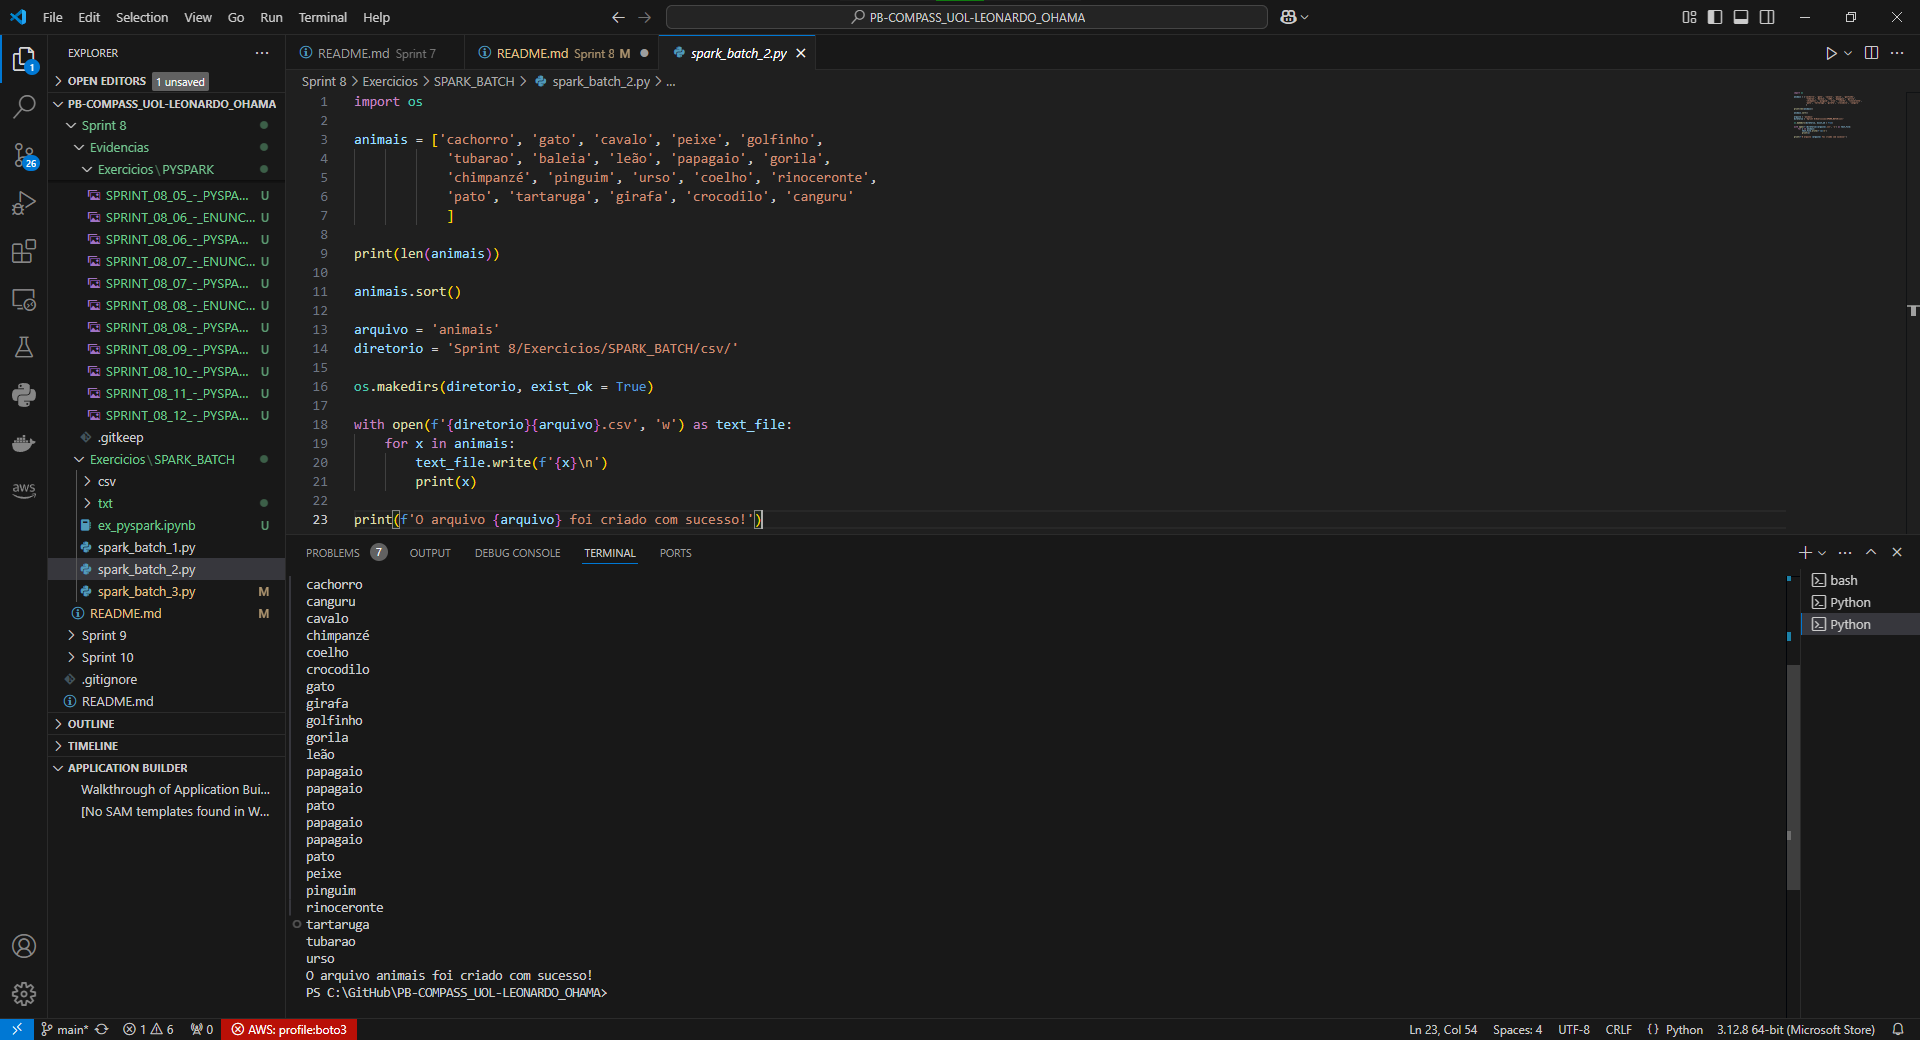 File Edit Selection View Go Run Terminal Help
PB-COMPASS_UOL-LEONARDO_OHAMA
EXPLORER
README.md Sprint 7
README.md Sprint 8 M
spark_batch_2.py
OPEN EDITORS 1 unsaved
Sprint 8 > Exercicios > SPARK_BATCH > spark_batch_2.py > ...
PB-COMPASS_UOL-LEONARDO_OHAMA
Sprint 8
Evidencias
Exercicios\PYSPARK
SPRINT_08_05_-_PYSPA... U
SPRINT_08_06_-_ENUNC... U
SPRINT_08_06_-_PYSPA... U
SPRINT_08_07_-_ENUNC... U
SPRINT_08_07_-_PYSPA... U
SPRINT_08_08_-_ENUNC... U
SPRINT_08_08_-_PYSPA... U
SPRINT_08_09_-_PYSPA... U
SPRINT_08_10_-_PYSPA... U
SPRINT_08_11_-_PYSPA... U
SPRINT_08_12_-_PYSPA... U
.gitkeep
Exercicios\SPARK_BATCH
csv
txt
ex_pyspark.ipynb U
spark_batch_1.py
spark_batch_2.py
spark_batch_3.py M
README.md M
Sprint 9
Sprint 10
.gitignore
README.md
OUTLINE
TIMELINE
APPLICATION BUILDER
Walkthrough of Application Bui...
[No SAM templates found in W...
1
26
aws
1 import os
2
3 animais = ['cachorro', 'gato', 'cavalo', 'peixe', 'golfinho',
4 'tubarao', 'baleia', 'leão', 'papagaio', 'gorila',
5 'chimpanzé', 'pinguim', 'urso', 'coelho', 'rinoceronte',
6 'pato', 'tartaruga', 'girafa', 'crocodilo', 'canguru'
7 ]
8
9 print(len(animais))
10
11 animais.sort()
12
13 arquivo = 'animais'
14 diretorio = 'Sprint 8/Exercicios/SPARK_BATCH/csv/'
15
16 os.makedirs(diretorio, exist_ok = True)
17
18 with open(f'{diretorio}{arquivo}.csv', 'w') as text_file:
19 for x in animais:
20 text_file.write(f'{x}\n')
21 print(x)
22
23 print(f'O arquivo {arquivo} foi criado com sucesso!')
PROBLEMS 7 OUTPUT DEBUG CONSOLE TERMINAL PORTS
cachorro
canguru
cavalo
chimpanzé
coelho
crocodilo
gato
girafa
golfinho
gorila
leão
papagaio
papagaio
pato
papagaio
papagaio
pato
peixe
pinguim
rinoceronte
tartaruga
tubarao
urso
O arquivo animais foi criado com sucesso!
PS C:\GitHub\PB-COMPASS_UOL-LEONARDO_OHAMA>
bash
Python
Python
main* 1 6 0 AWS: profile:boto3
Ln 23, Col 54 Spaces: 4 UTF-8 CRLF {} Python 3.12.8 64-bit (Microsoft Store)